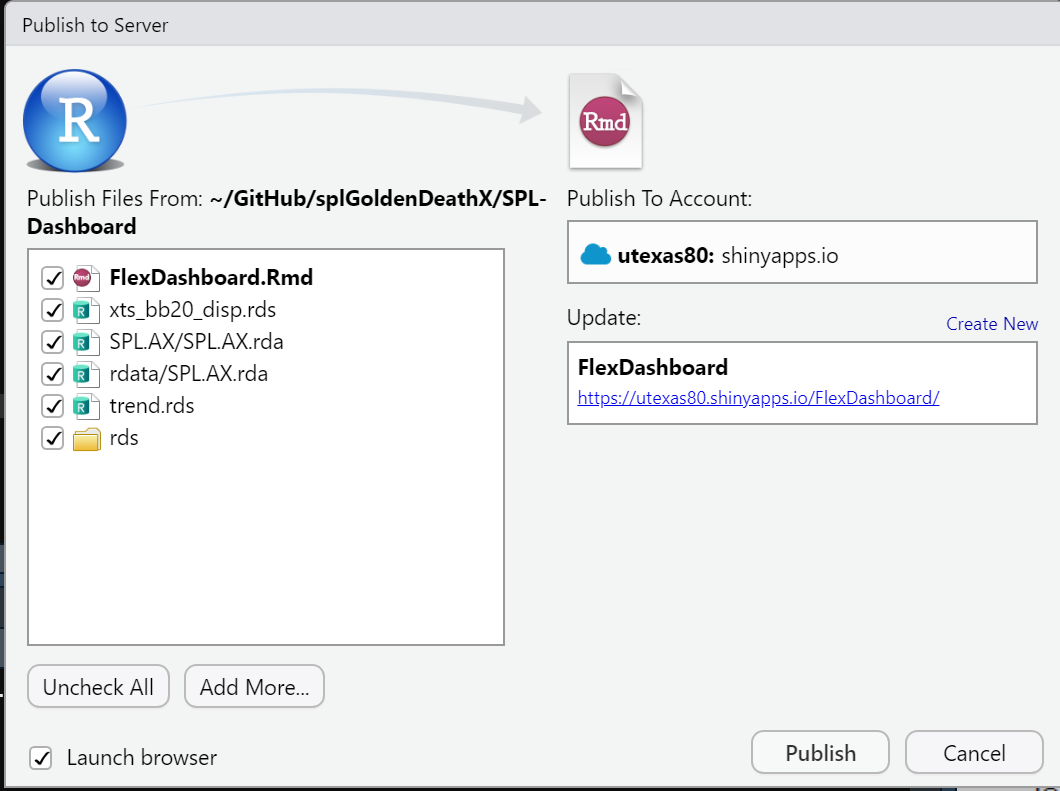 Publish to Server
R
Rmd
Publish Files From: ~/GitHub/splGoldenDeathX/SPL-
Dashboard
Rmd FlexDashboard.Rmd
R xts_bb20_disp.rds
R SPL.AX/SPL.AX.rda
R rdata/SPL.AX.rda
R trend.rds
rds
Uncheck All
Add More...
Launch browser
Publish To Account:
utexas80: shinyapps.io
Update:
Create New
FlexDashboard
https://utexas80.shinyapps.io/FlexDashboard/
Publish
Cancel